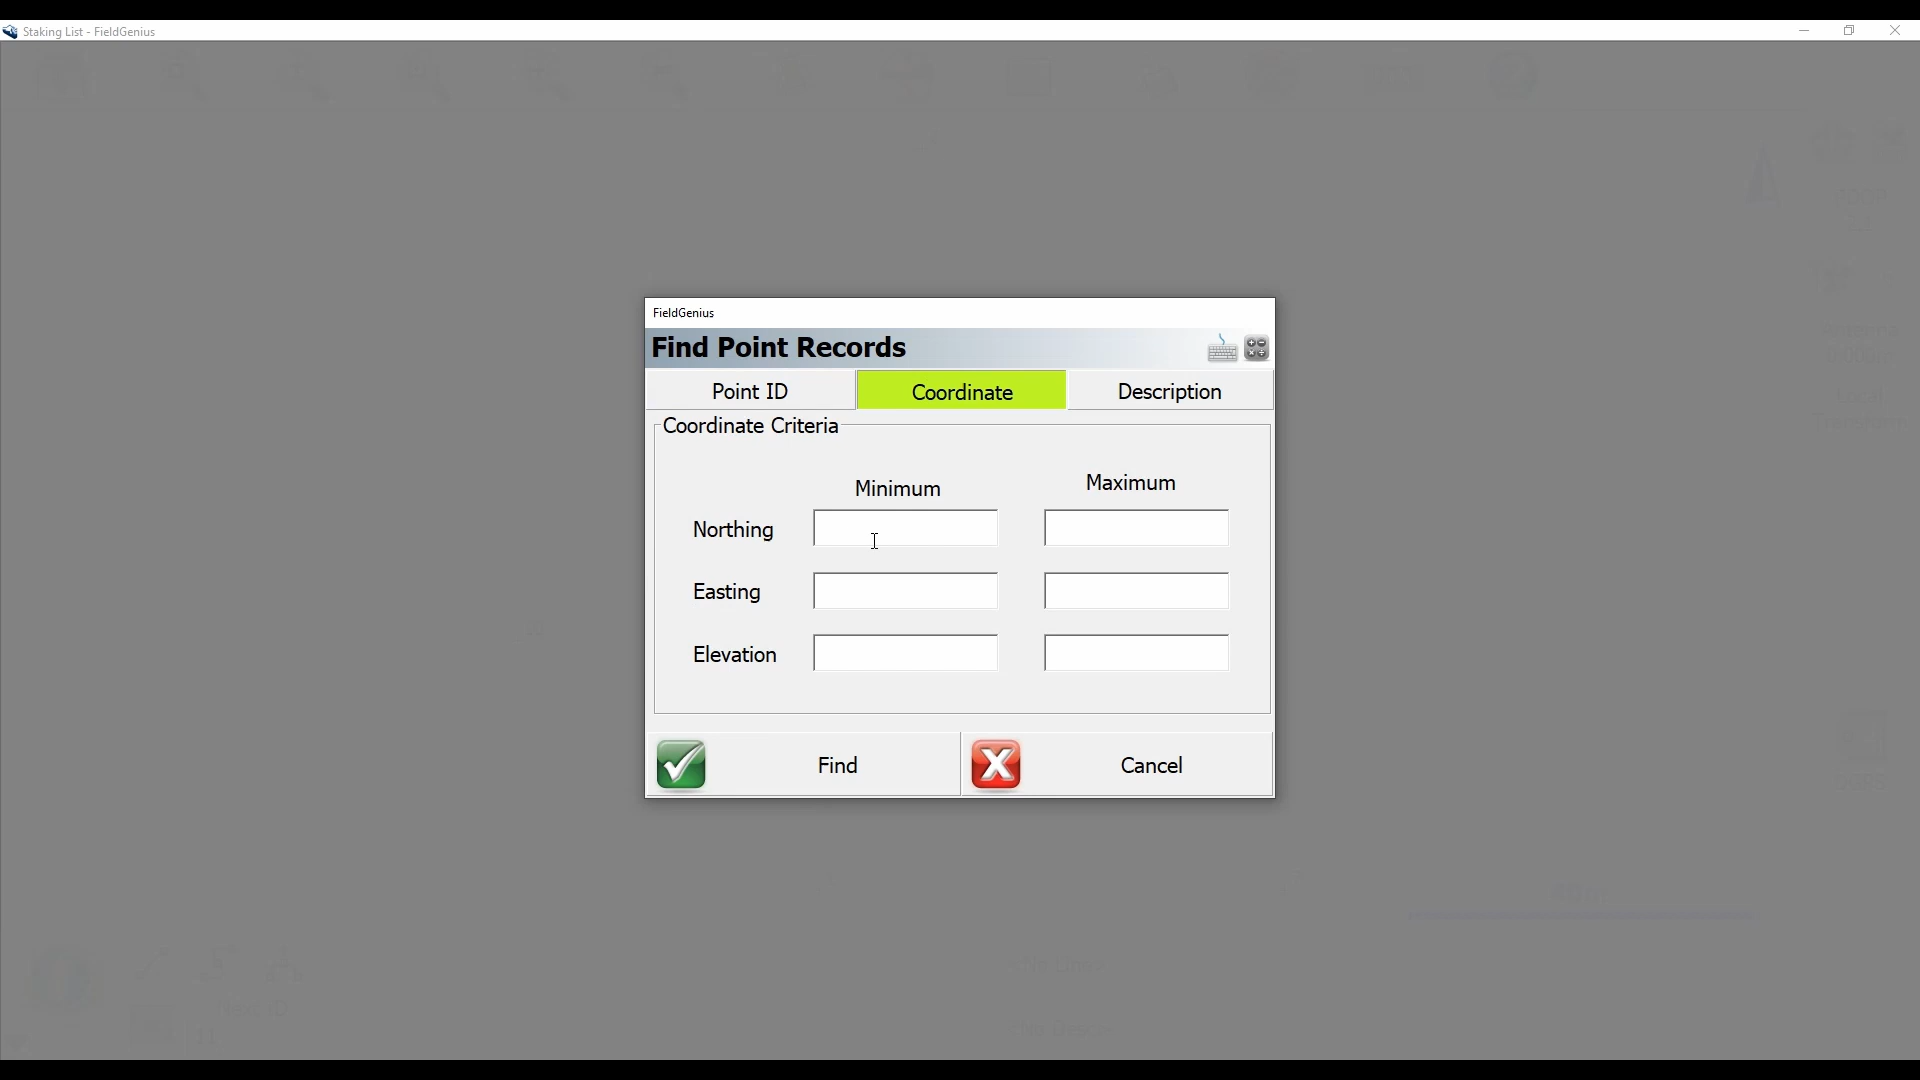 Staking List - FieldGenius
FieldGenius
Find Point Records
Point ID
Coordinate
Description
Coordinate Criteria
Minimum
Maximum
Northing
Easting
Elevation
Find
Cancel